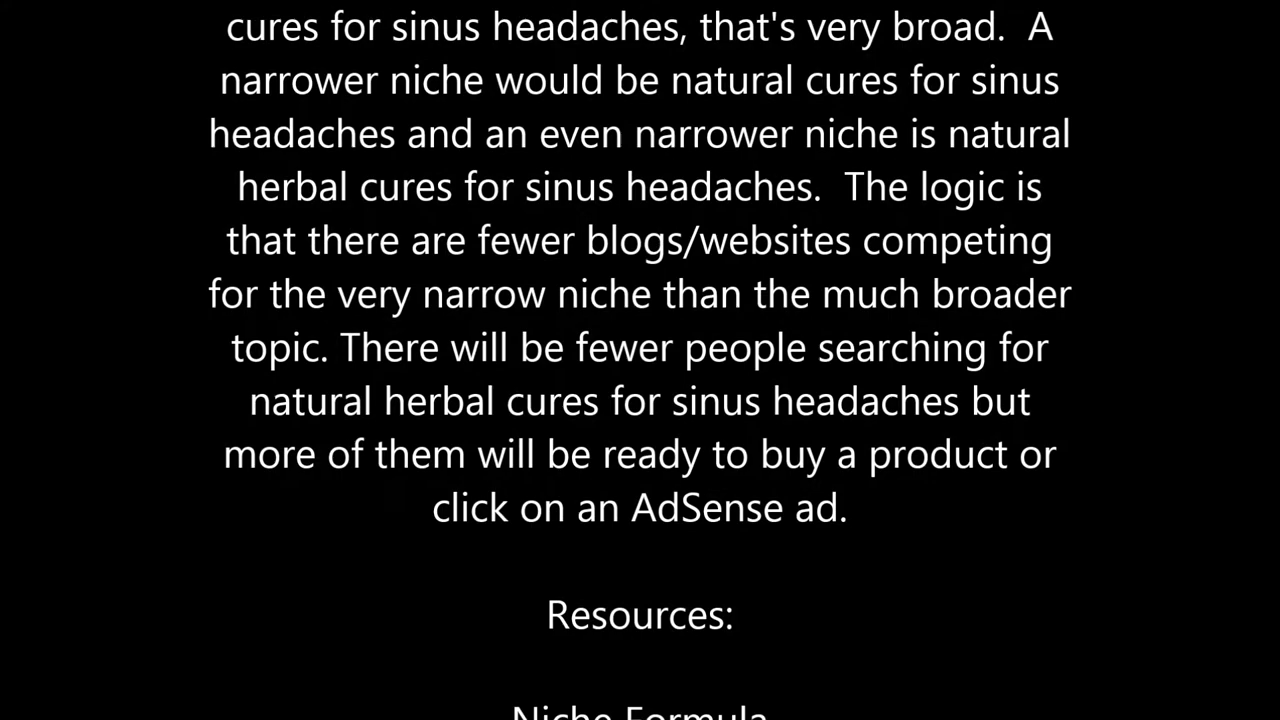 cures for sinus headaches, that's very broad.  A
narrower niche would be natural cures for sinus
headaches and an even narrower niche is natural
herbal cures for sinus headaches.  The logic is
that there are fewer blogs/websites competing
for the very narrow niche than the much broader
topic. There will be fewer people searching for
natural herbal cures for sinus headaches but
more of them will be ready to buy a product or
click on an AdSense ad.
Resources:
Niche Formula